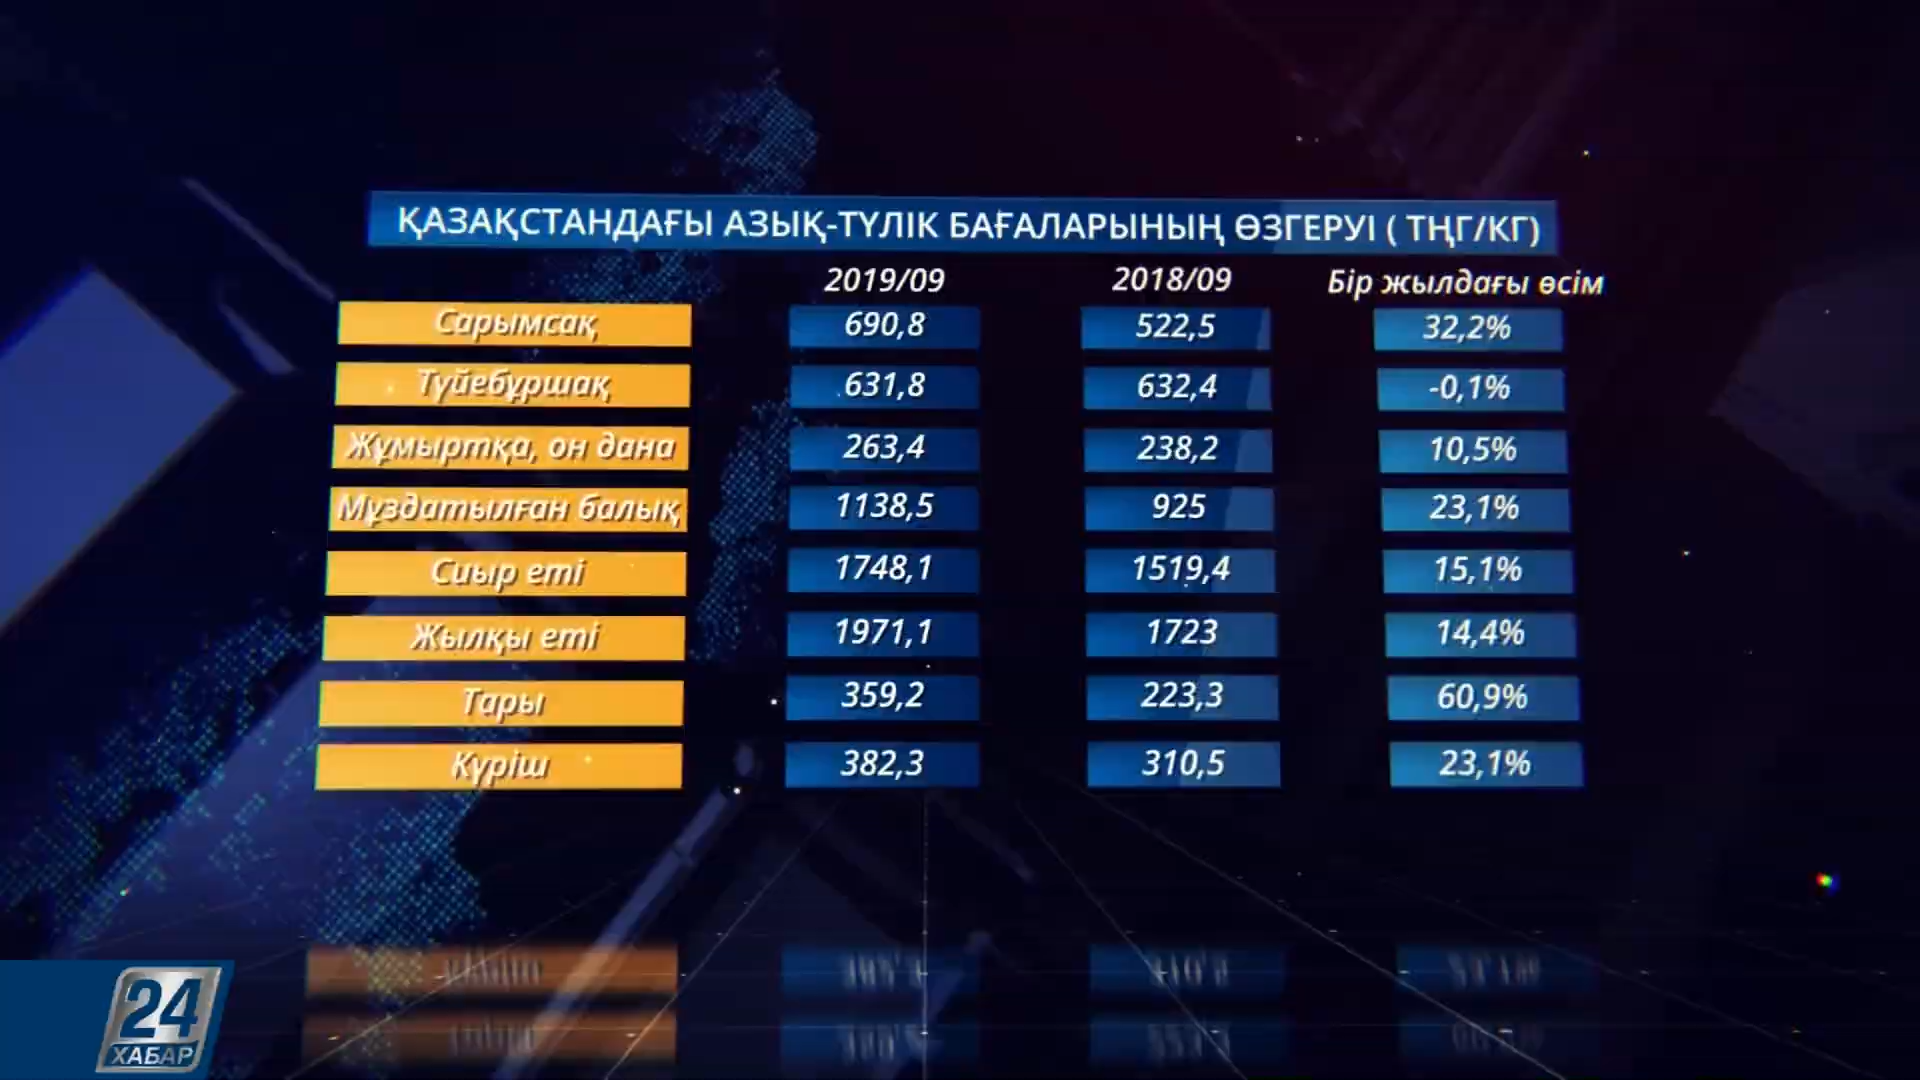 ҚАЗАҚСТАНДАҒЫ АЗЫҚ-ТҮЛІК БАҒАЛАРЫНЫҢ ӨЗГЕРУІ ( ТҢГ/КГ)
2019/09 2018/09 Бір жылдағы өсім
Сарымсақ 690,8 522,5 32,2%
Түйебұршақ 631,8 632,4 -0,1%
Жұмыртқа, он дана 263,4 238,2 10,5%
Мұздатылған балық 1138,5 925 23,1%
Сиыр еті 1748,1 1519,4 15,1%
Жылқы еті 1971,1 1723 14,4%
Тары 359,2 223,3 60,9%
Күріш 382,3 310,5 23,1%
24
ХАБАР